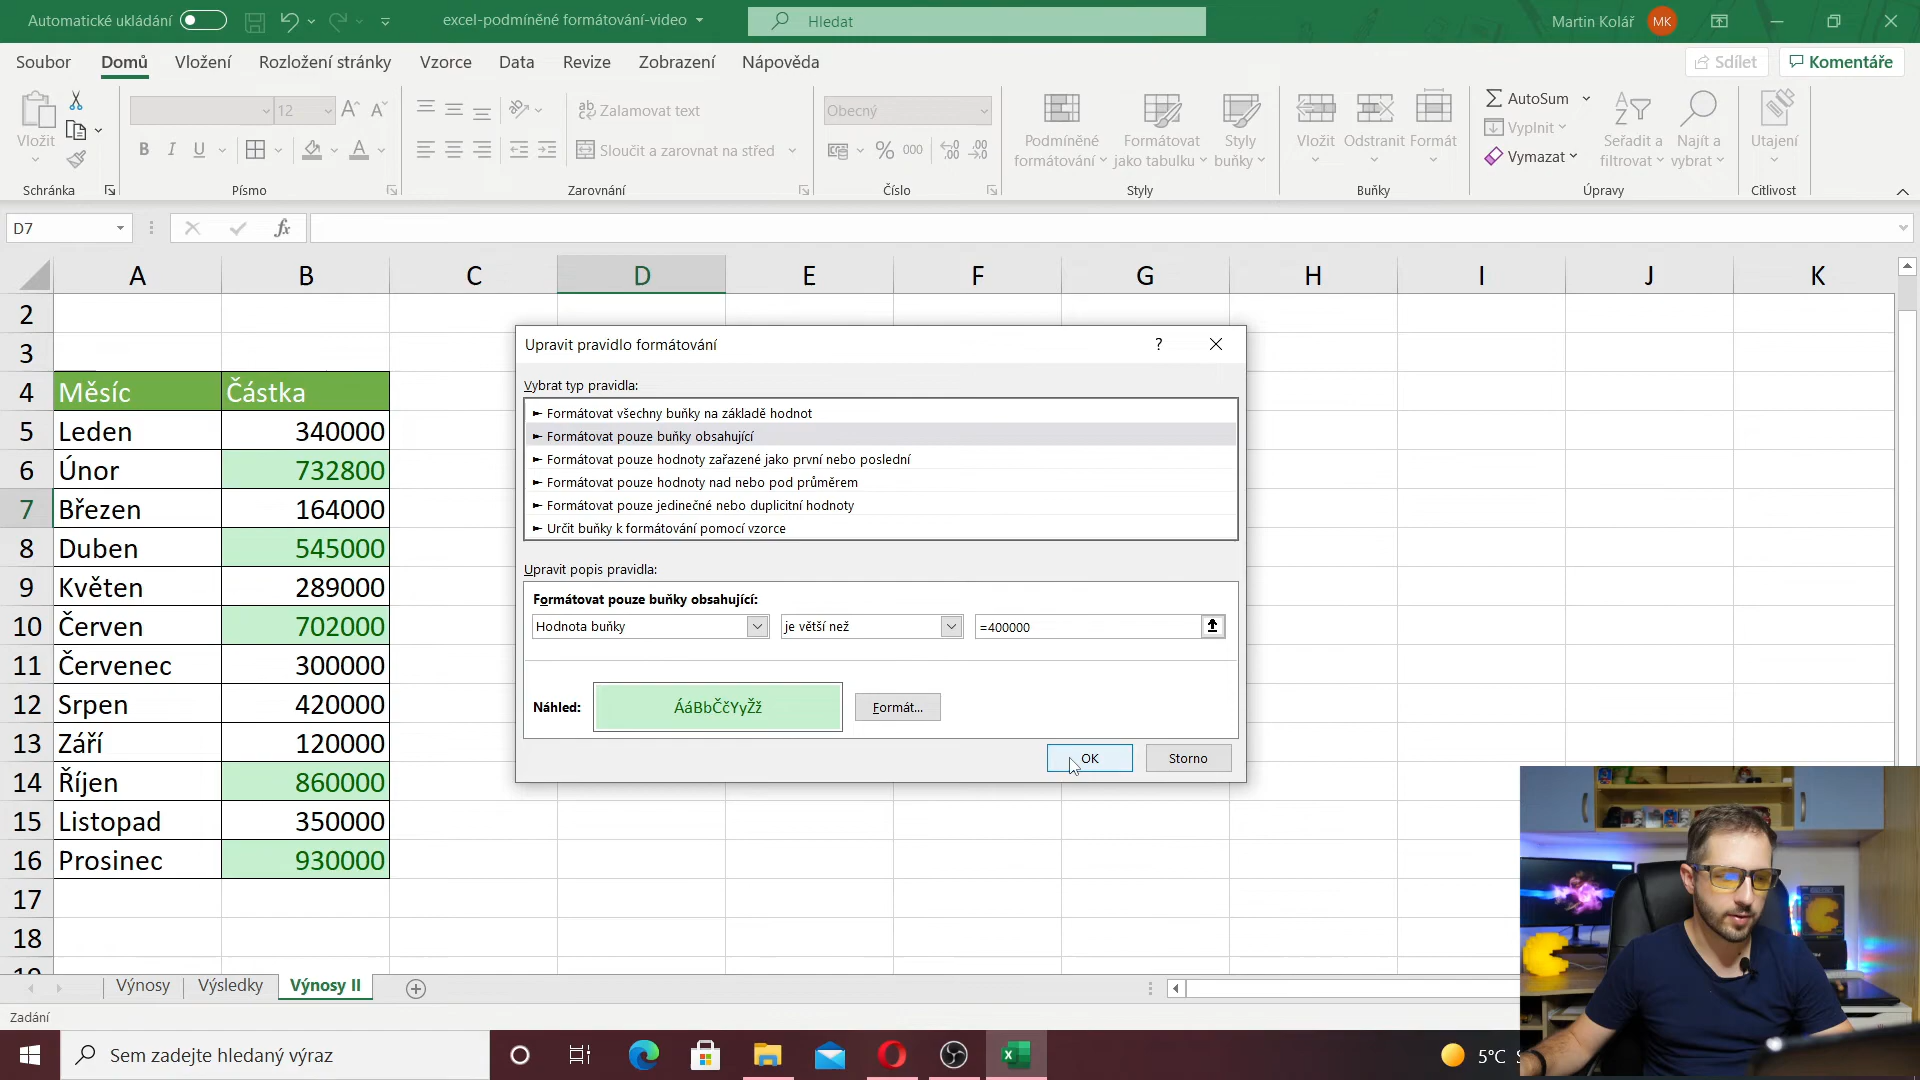 Automatické ukládání
excel-podmíněné formátování-video
Hledat
Martin Kolář
MK
Soubor
Domů
Vložení
Rozložení stránky
Vzorce
Data
Revize
Zobrazení
Nápověda
Sdílet
Komentáře
Vložit
12
Zalamovat text
Sloučit a zarovnat na střed
Obecný
% 000
Podmíněné formátování
Formátovat jako tabulku
Styly buňky
Vložit
Odstranit
Formát
AutoSum
Vyplnit
Vymazat
Seřadit a filtrovat
Najít a vybrat
Utajení
Schránka
Písmo
Zarovnání
Číslo
Styly
Buňky
Úpravy
Citlivost
D7
fx
A B C D E F G H I J K
2
3
4 Měsíc Částka
5 Leden 340000
6 Únor 732800
7 Březen 164000
8 Duben 545000
9 Květen 289000
10 Červen 702000
11 Červenec 300000
12 Srpen 420000
13 Září 120000
14 Říjen 860000
15 Listopad 350000
16 Prosinec 930000
17
18
Upravit pravidlo formátování
?
Vybrat typ pravidla:
► Formátovat všechny buňky na základě hodnot
► Formátovat pouze buňky obsahující
► Formátovat pouze hodnoty zařazené jako první nebo poslední
► Formátovat pouze hodnoty nad nebo pod průměrem
► Formátovat pouze jedinečné nebo duplicitní hodnoty
► Určit buňky k formátování pomocí vzorce
Upravit popis pravidla:
Formátovat pouze buňky obsahující:
Hodnota buňky
je větší než
=400000
Náhled:
ÁáBbČčYyŽž
Formát...
OK
Storno
Výnosy
Výsledky
Výnosy II
Zadání
Sem zadejte hledaný výraz
5°C